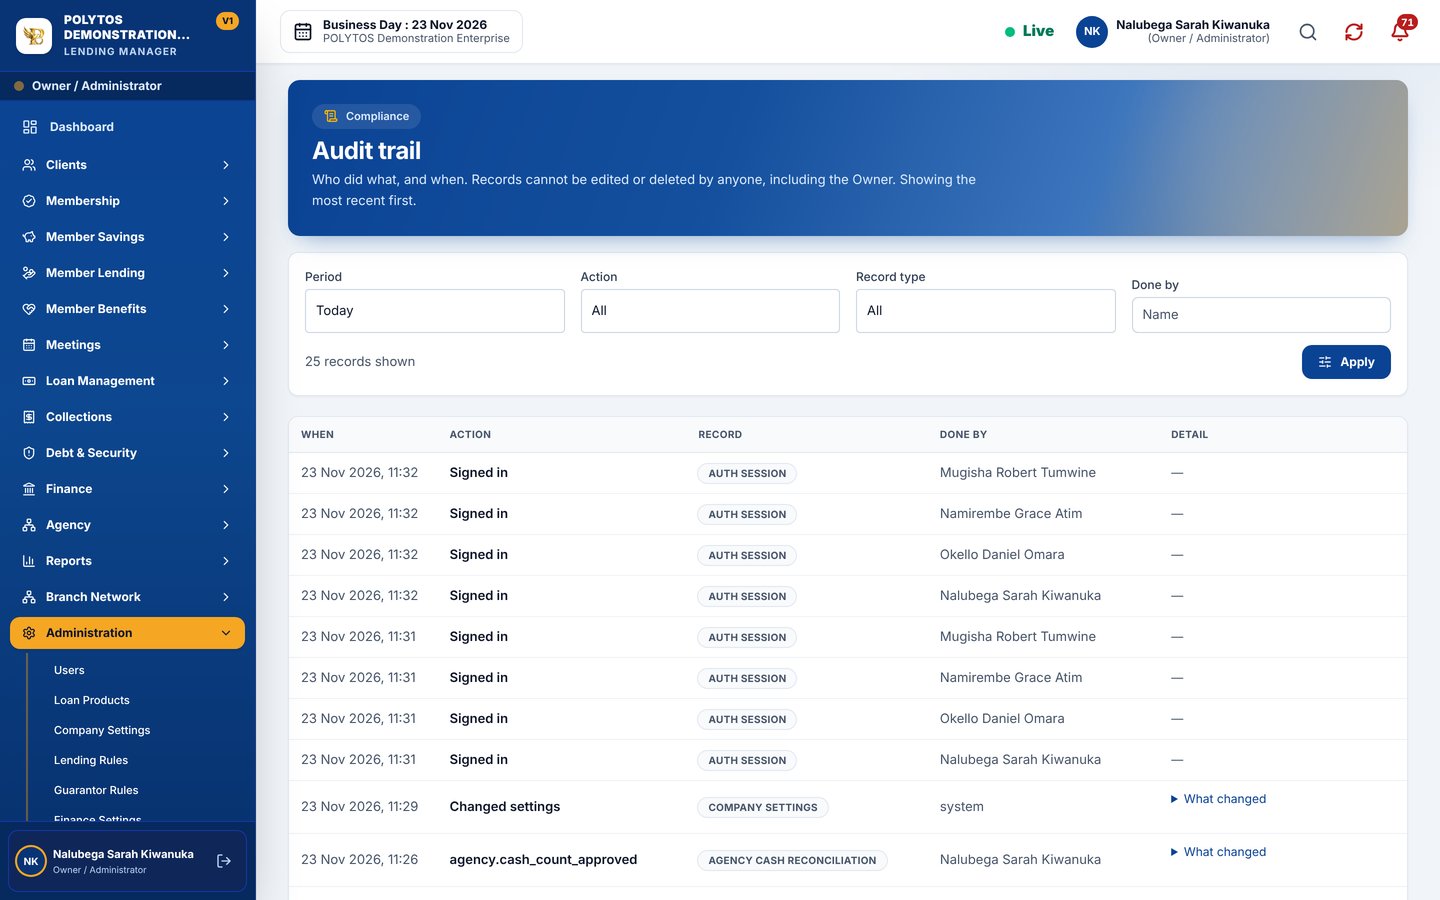 POLYTOS
DEMONSTRATION...
LENDING MANAGER
V1
Owner / Administrator
Dashboard
Clients
Membership
Member Savings
Member Lending
Member Benefits
Meetings
Loan Management
Collections
Debt & Security
Finance
Agency
Reports
Branch Network
Administration
Users
Loan Products
Company Settings
Lending Rules
Guarantor Rules
Finance Settings
NK
Nalubega Sarah Kiwanuka
Owner / Administrator
Business Day : 23 Nov 2026
POLYTOS Demonstration Enterprise
Live
NK
Nalubega Sarah Kiwanuka
(Owner / Administrator)
71
Compliance
Audit trail
Who did what, and when. Records cannot be edited or deleted by anyone, including the Owner. Showing the
most recent first.
Period
Today
Action
All
Record type
All
Done by
Name
25 records shown
Apply
WHEN ACTION RECORD DONE BY DETAIL
23 Nov 2026, 11:32 Signed in AUTH SESSION Mugisha Robert Tumwine —
23 Nov 2026, 11:32 Signed in AUTH SESSION Namirembe Grace Atim —
23 Nov 2026, 11:32 Signed in AUTH SESSION Okello Daniel Omara —
23 Nov 2026, 11:32 Signed in AUTH SESSION Nalubega Sarah Kiwanuka —
23 Nov 2026, 11:31 Signed in AUTH SESSION Mugisha Robert Tumwine —
23 Nov 2026, 11:31 Signed in AUTH SESSION Namirembe Grace Atim —
23 Nov 2026, 11:31 Signed in AUTH SESSION Okello Daniel Omara —
23 Nov 2026, 11:31 Signed in AUTH SESSION Nalubega Sarah Kiwanuka —
23 Nov 2026, 11:29 Changed settings COMPANY SETTINGS system What changed
23 Nov 2026, 11:26 agency.cash_count_approved AGENCY CASH RECONCILIATION Nalubega Sarah Kiwanuka What changed